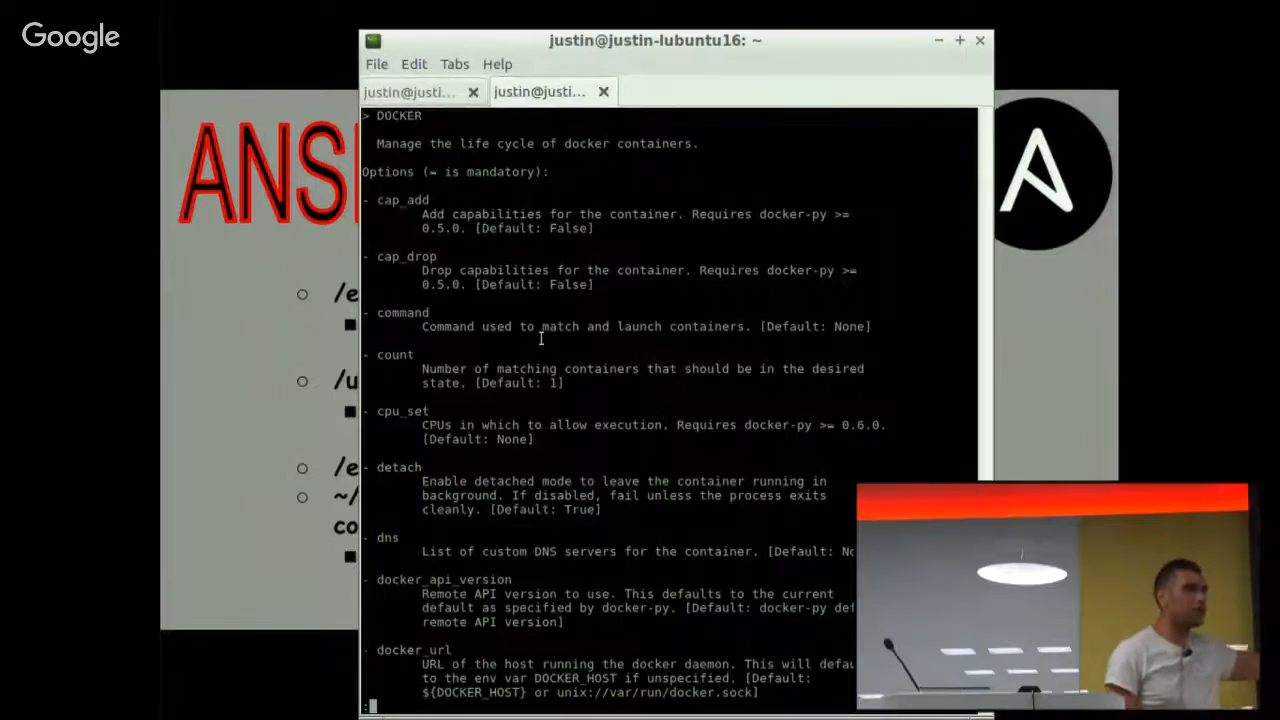 Google
justin@justin-lubuntu16: ~
File Edit Tabs Help
justin@justi... justin@justi...
ANSI
> DOCKER
Manage the life cycle of docker containers.
Options (= is mandatory):
- cap_add
Add capabilities for the container. Requires docker-py >=
0.5.0. [Default: False]
- cap_drop
Drop capabilities for the container. Requires docker-py >=
0.5.0. [Default: False]
- command
Command used to match and launch containers. [Default: None]
- count
Number of matching containers that should be in the desired
state. [Default: 1]
- cpu_set
CPUs in which to allow execution. Requires docker-py >= 0.6.0.
[Default: None]
- detach
Enable detached mode to leave the container running in
background. If disabled, fail unless the process exits
cleanly. [Default: True]
- dns
List of custom DNS servers for the container. [Default: No
- docker_api_version
Remote API version to use. This defaults to the current
default as specified by docker-py. [Default: docker-py def
remote API version]
- docker_url
URL of the host running the docker daemon. This will defau
to the env var DOCKER_HOST if unspecified. [Default:
${DOCKER_HOST} or unix://var/run/docker.sock]
:
/e
/u
/e
~/
co